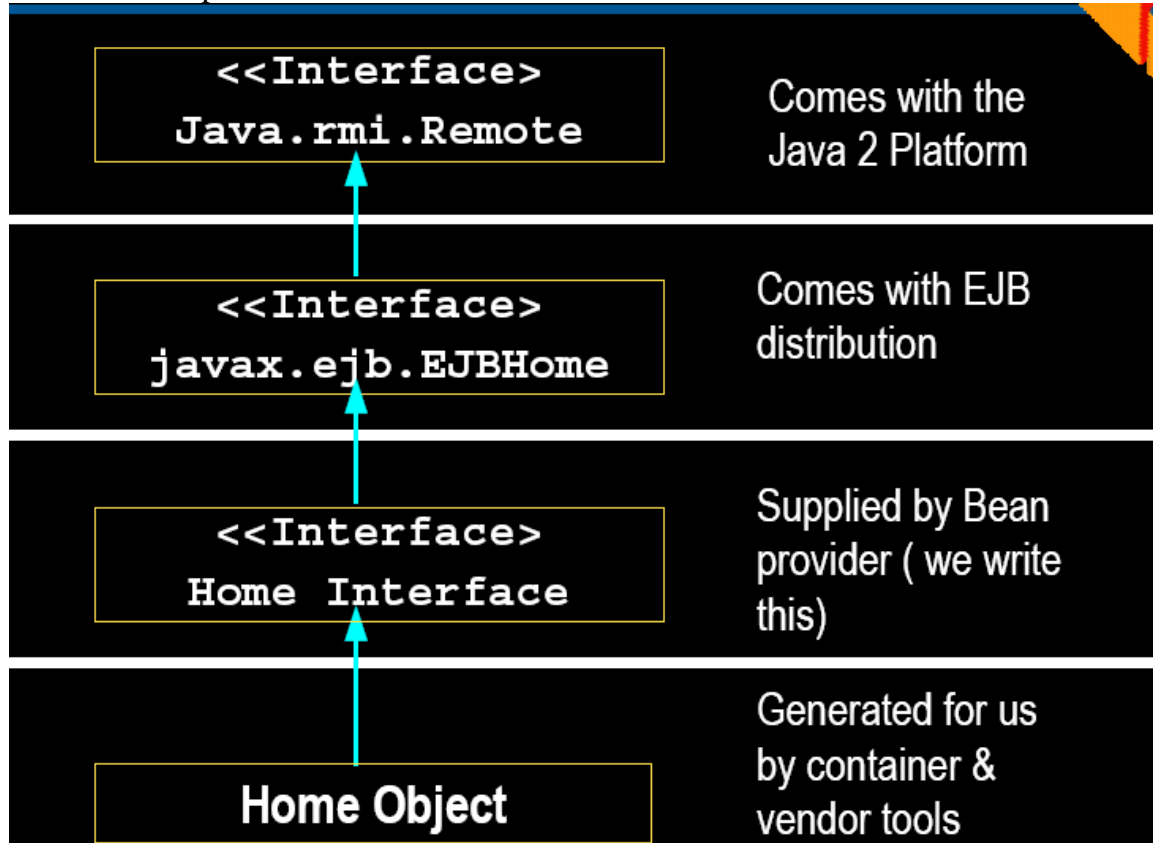 <<Interface>
Java.rmi.Remote
Comes with the
Java 2 Platform
<<Interface>
javax.ejb.EJBHome
Comes with EJB
distribution
<<Interface>
Home Interface
Supplied by Bean
provider ( we write
this)
Home Object
Generated for us
by container &
vendor tools